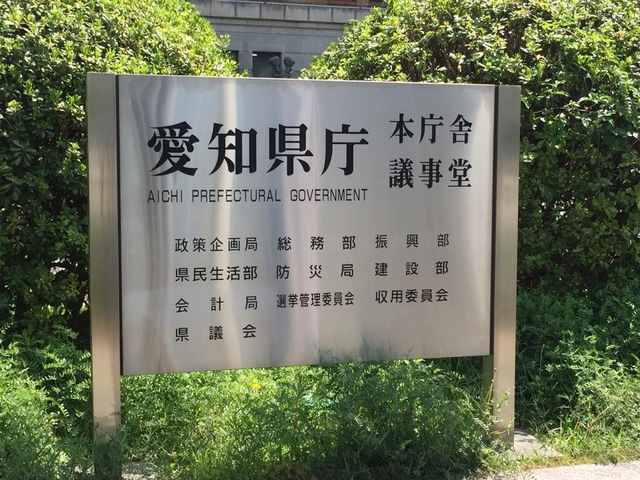 愛知県庁 本庁舎
議事堂
AICHI PREFECTURAL GOVERNMENT
政策企画局 総務部 振興部
県民生活部 防災局 建設部
会計局 選挙管理委員会 収用委員会
県議会